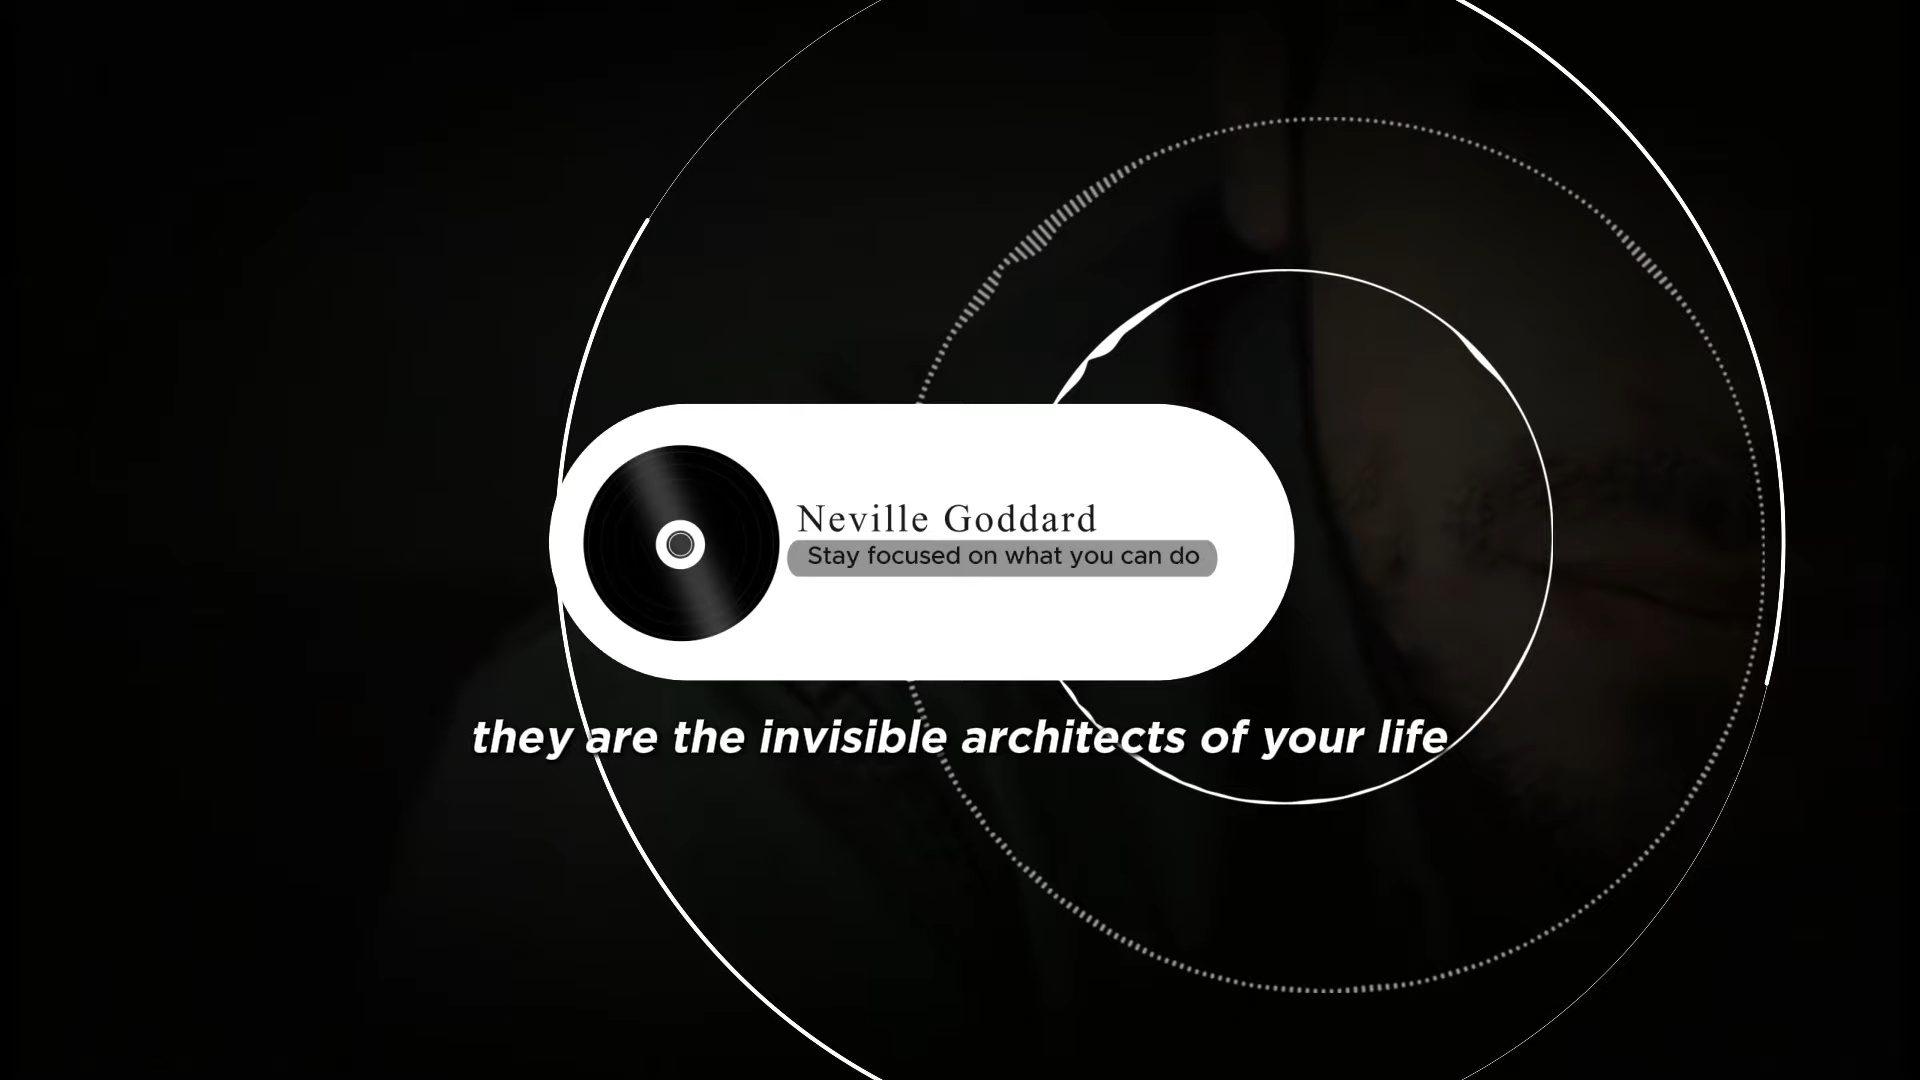 Neville Goddard
Stay focused on what you can do
they are the invisible architects of your life